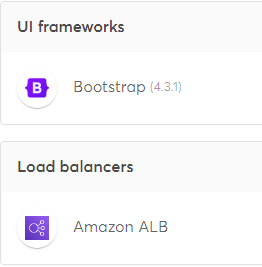 UI frameworks
B
Bootstrap (4.3.1)
Load balancers
Amazon ALB